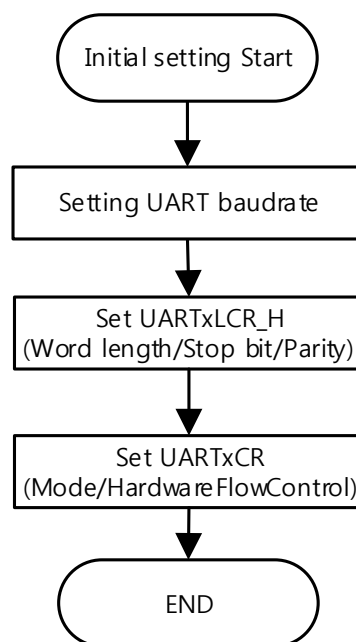 Initial setting Start
Setting UART baudrate
Set UARTxLCR_H
(Word length/Stop bit/Parity)
Set UARTxCR
(Mode/HardwareFlowControl)
END